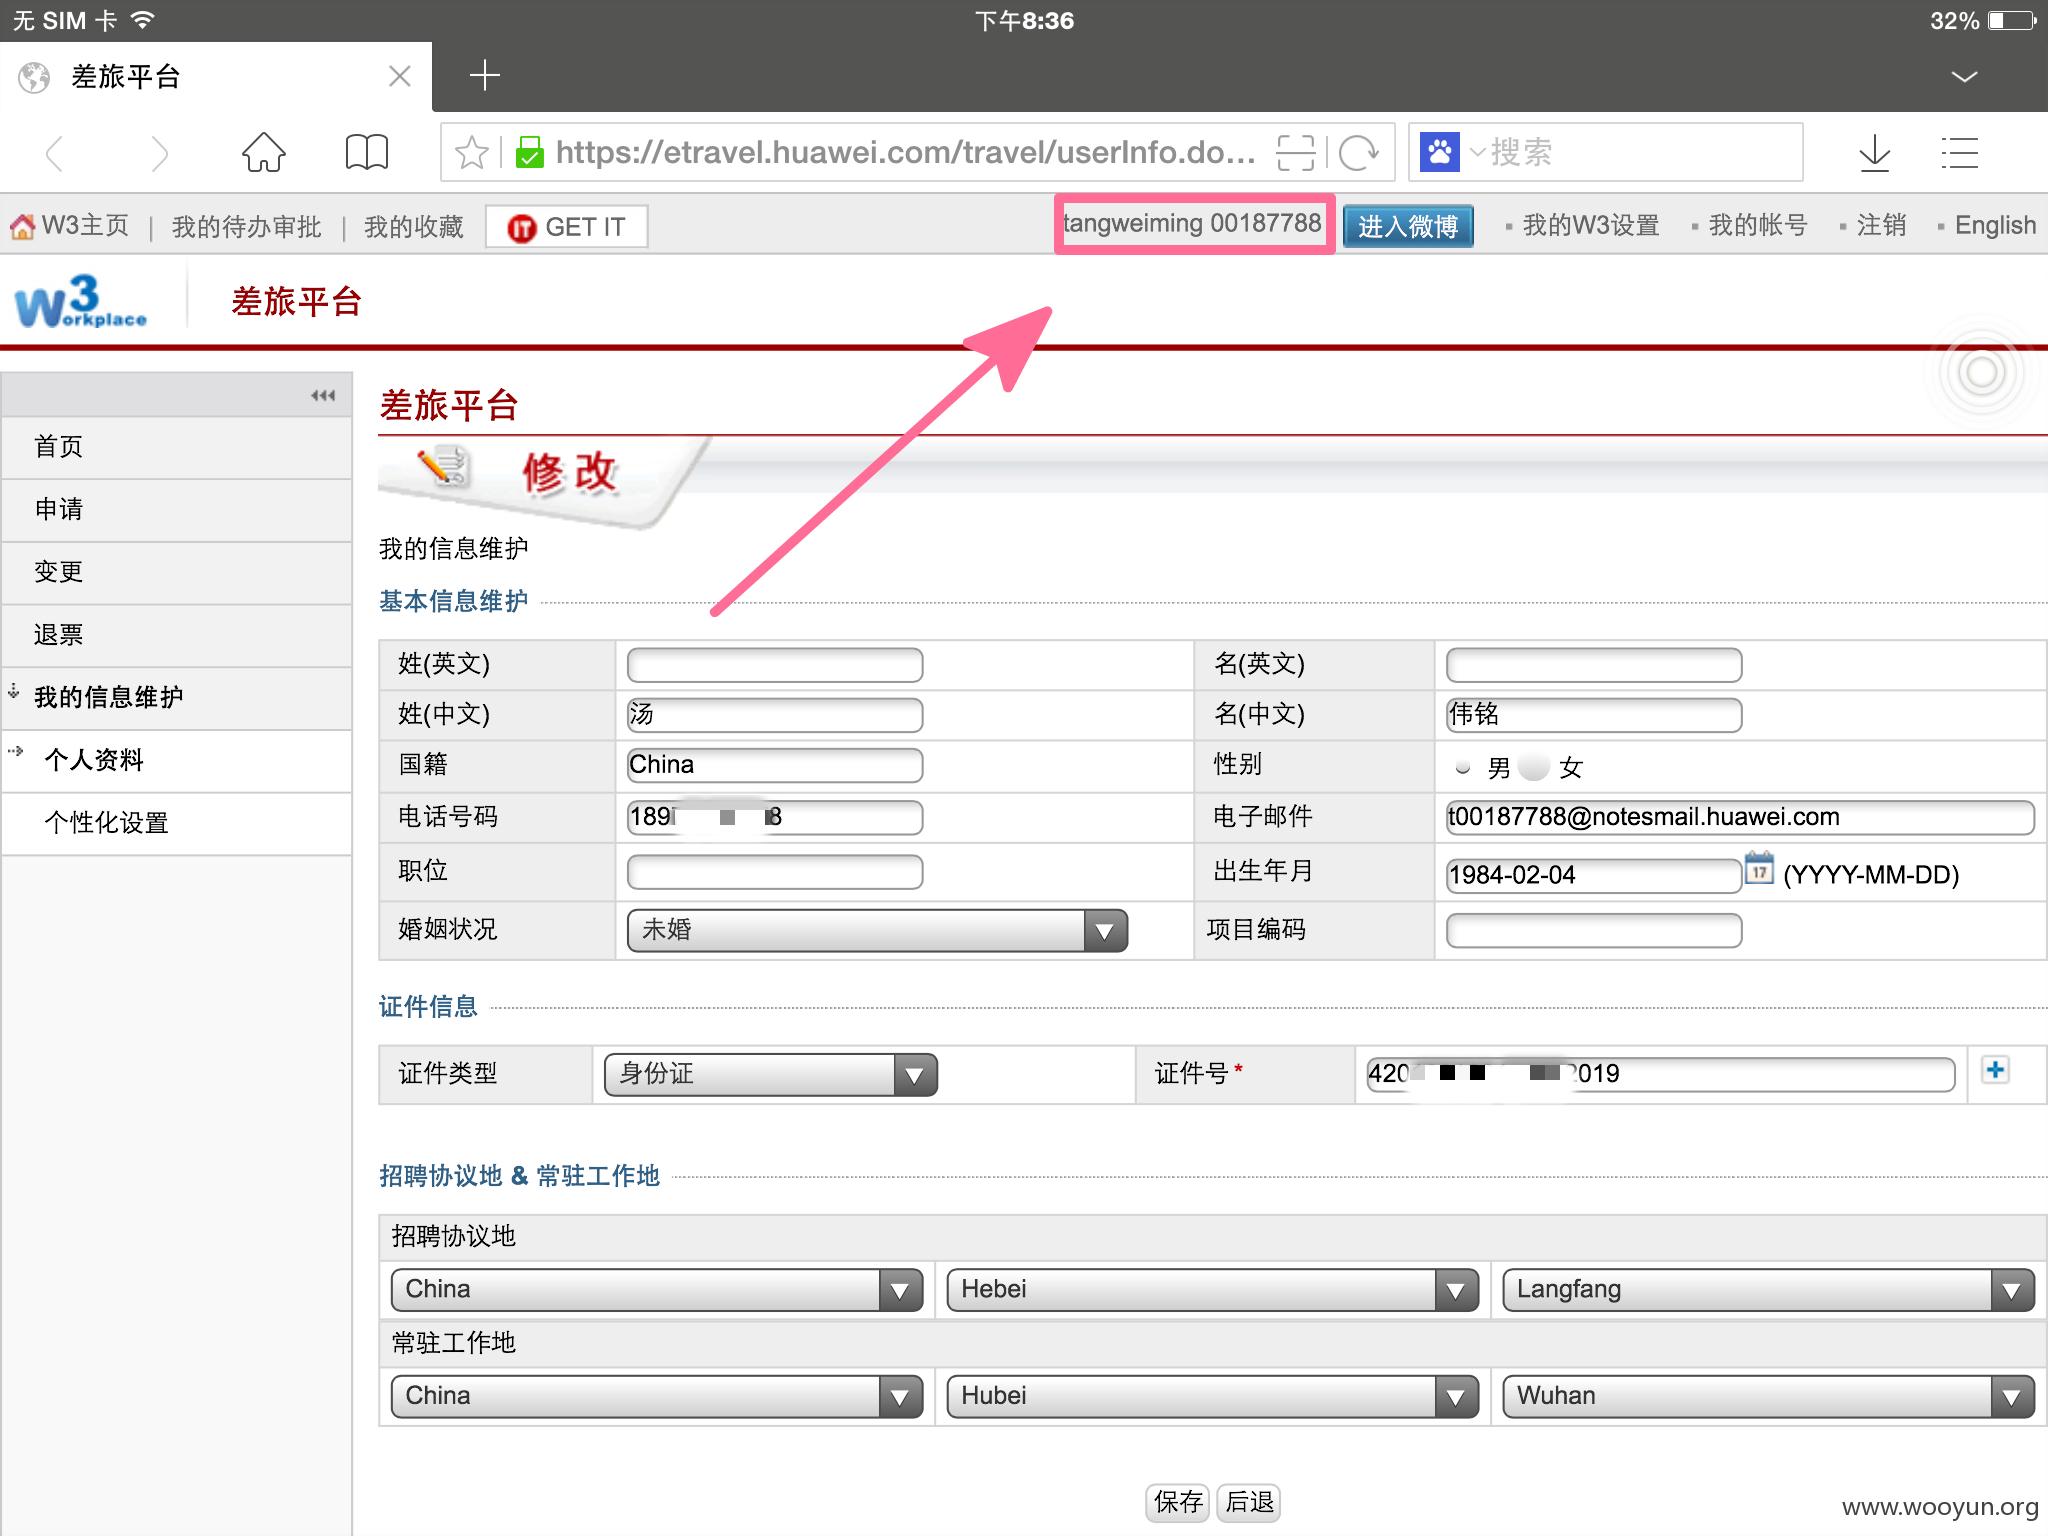 无 SIM 卡 下午8:36 32%
差旅平台
https://etravel.huawei.com/travel/userInfo.do... 搜索
W3主页 | 我的待办审批 | 我的收藏 GET IT tangweiming 00187788 进入微博 ▪ 我的W3设置 ▪ 我的帐号 ▪ 注销 ▪ English
W3 Workplace 差旅平台
首页
申请
变更
退票
我的信息维护
个人资料
个性化设置
差旅平台
修改
我的信息维护
基本信息维护
姓(英文) 名(英文)
姓(中文) 汤 名(中文) 伟铭
国籍 China 性别 男 女
电话号码 189 8 电子邮件 t00187788@notesmail.huawei.com
职位 出生年月 1984-02-04 17 (YYYY-MM-DD)
婚姻状况 未婚 项目编码
证件信息
证件类型 身份证 证件号* 420 2019
招聘协议地 & 常驻工作地
招聘协议地
China Hebei Langfang
常驻工作地
China Hubei Wuhan
保存 后退
www.wooyun.org